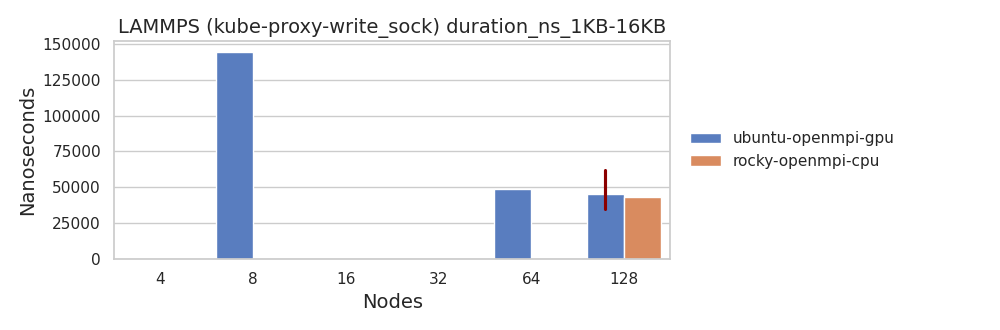 LAMMPS (kube-proxy-write_sock) duration_ns_1KB-16KB
150000
125000
100000
75000
50000
25000
0
Nanoseconds
4 8 16 32 64 128
Nodes
ubuntu-openmpi-gpu
rocky-openmpi-cpu